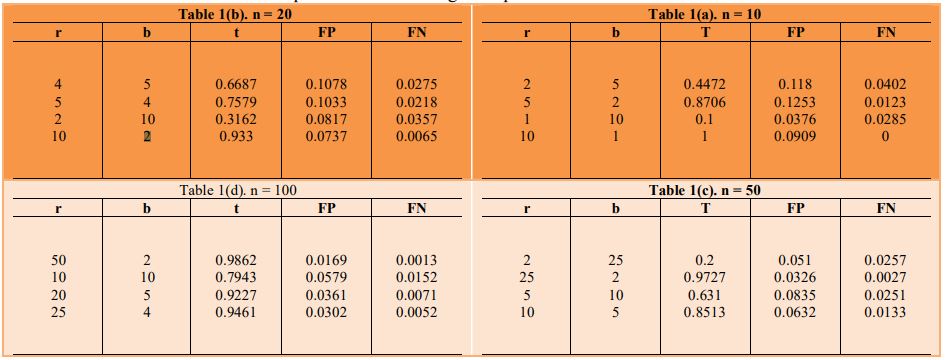 Table 1(b). n = 20
r b t FP FN
4 5 0.6687 0.1078 0.0275
5 4 0.7579 0.1033 0.0218
2 10 0.3162 0.0817 0.0357
10 2 0.933 0.0737 0.0065
Table 1(a). n = 10
r b T FP FN
2 5 0.4472 0.118 0.0402
5 2 0.8706 0.1253 0.0123
1 10 0.1 0.0376 0.0285
10 1 1 0.0909 0
Table 1(d). n = 100
r b t FP FN
50 2 0.9862 0.0169 0.0013
10 10 0.7943 0.0579 0.0152
20 5 0.9227 0.0361 0.0071
25 4 0.9461 0.0302 0.0052
Table 1(c). n = 50
r b T FP FN
2 25 0.2 0.051 0.0257
25 2 0.9727 0.0326 0.0027
5 10 0.631 0.0835 0.0251
10 5 0.8513 0.0632 0.0133